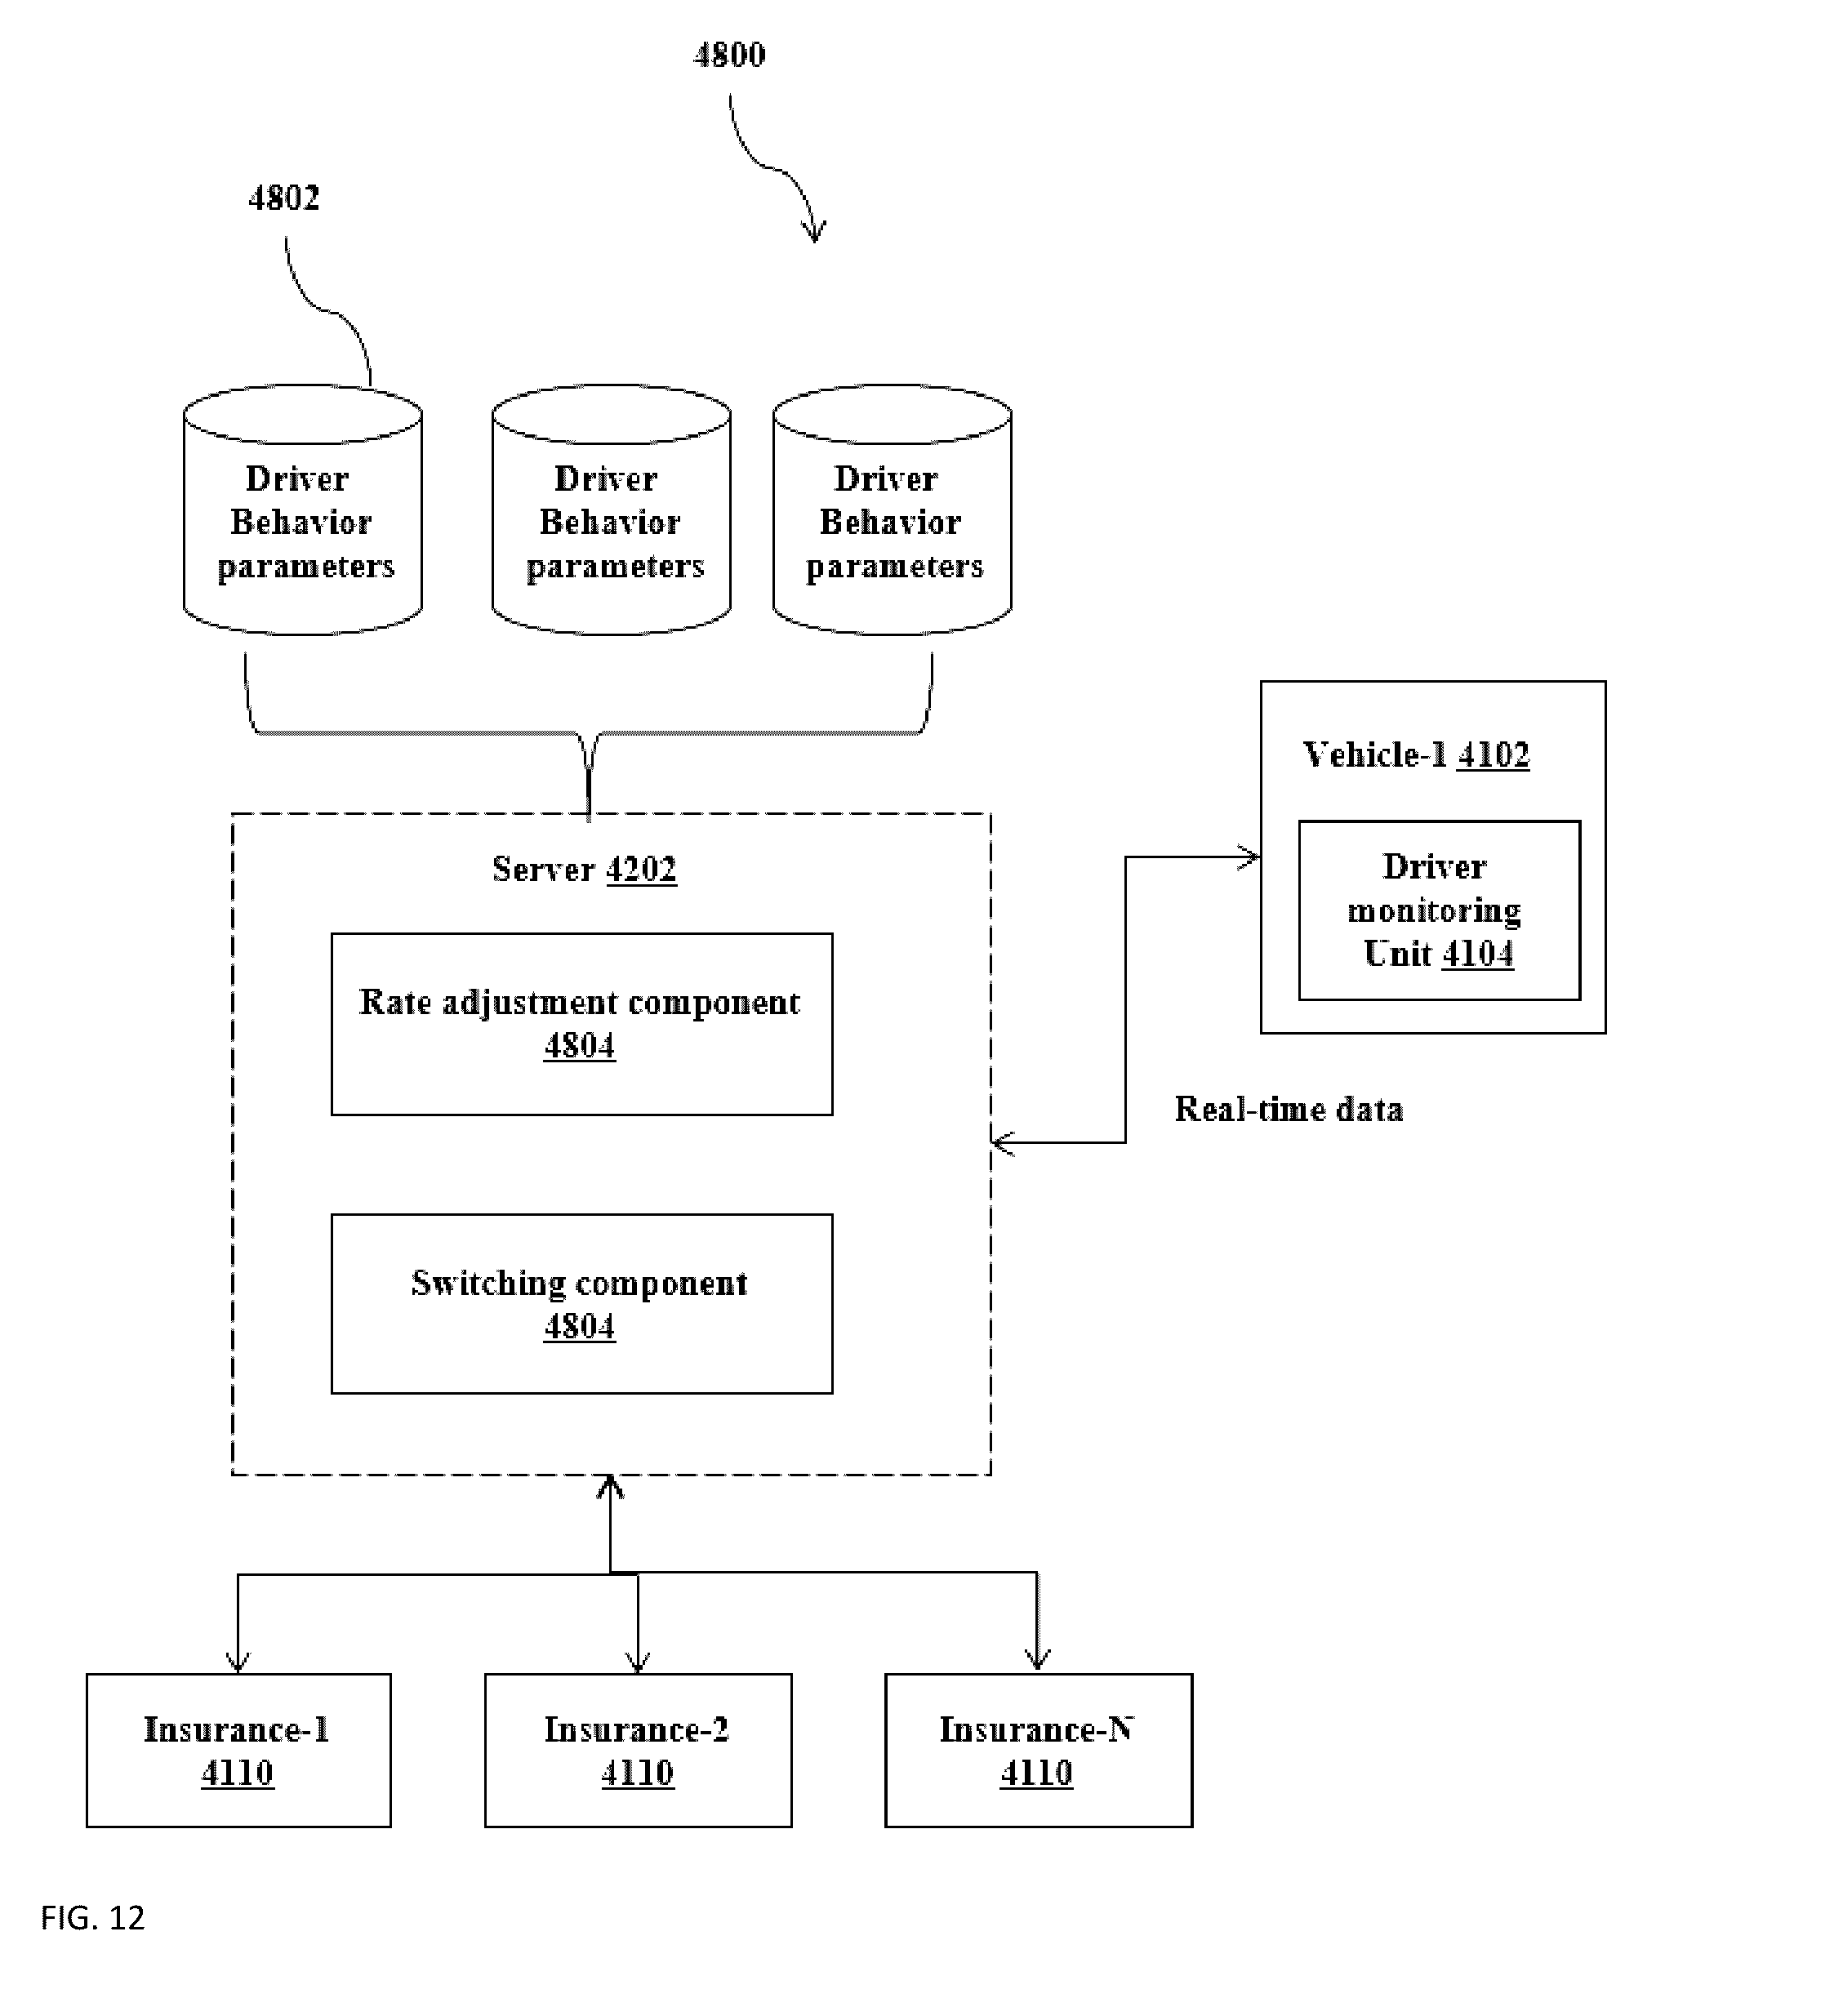 4800
4802
Driver
Behavior
parameters
Driver
Behavior
parameters
Driver
Behavior
parameters
Vehicle-1 4102
Driver
monitoring
Unit 4104
Server 4202
Rate adjustment component
4804
Real-time data
Switching component
4804
Insurance-1
4110
Insurance-2
4110
Insurance-N
4110
FIG. 12